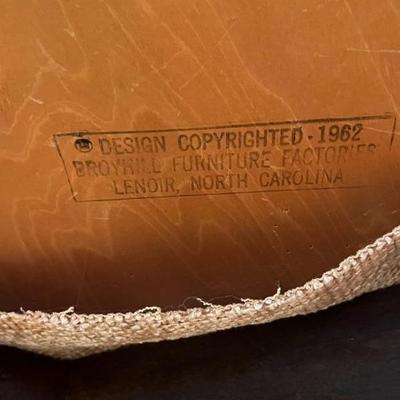 DESIGN COPYRIGHTED - 1962
BROYHILL FURNITURE FACTORIES
LENOIR, NORTH CAROLINA